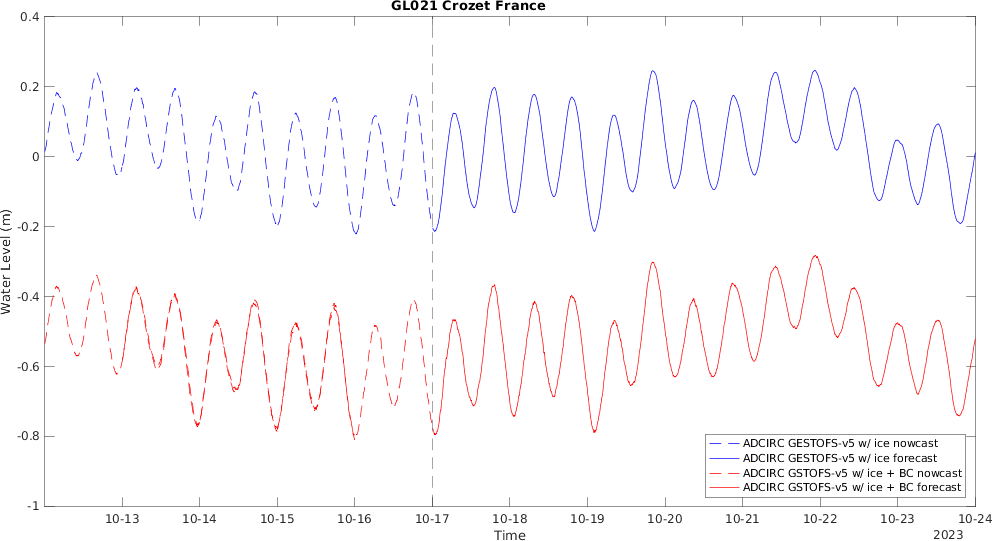 GL021 Crozet France
0.4
0.2
0
-0.2
-0.4
-0.6
-0.8
-1
Water Level (m)
ADCIRC GESTOFS-v5 w/ ice nowcast
ADCIRC GESTOFS-v5 w/ ice forecast
ADCIRC GSTOFS-v5 w/ ice + BC nowcast
ADCIRC GSTOFS-v5 w/ ice + BC forecast
10-13 10-14 10-15 10-16 10-17 10-18 10-19 10-20 10-21 10-22 10-23 10-24
Time
2023